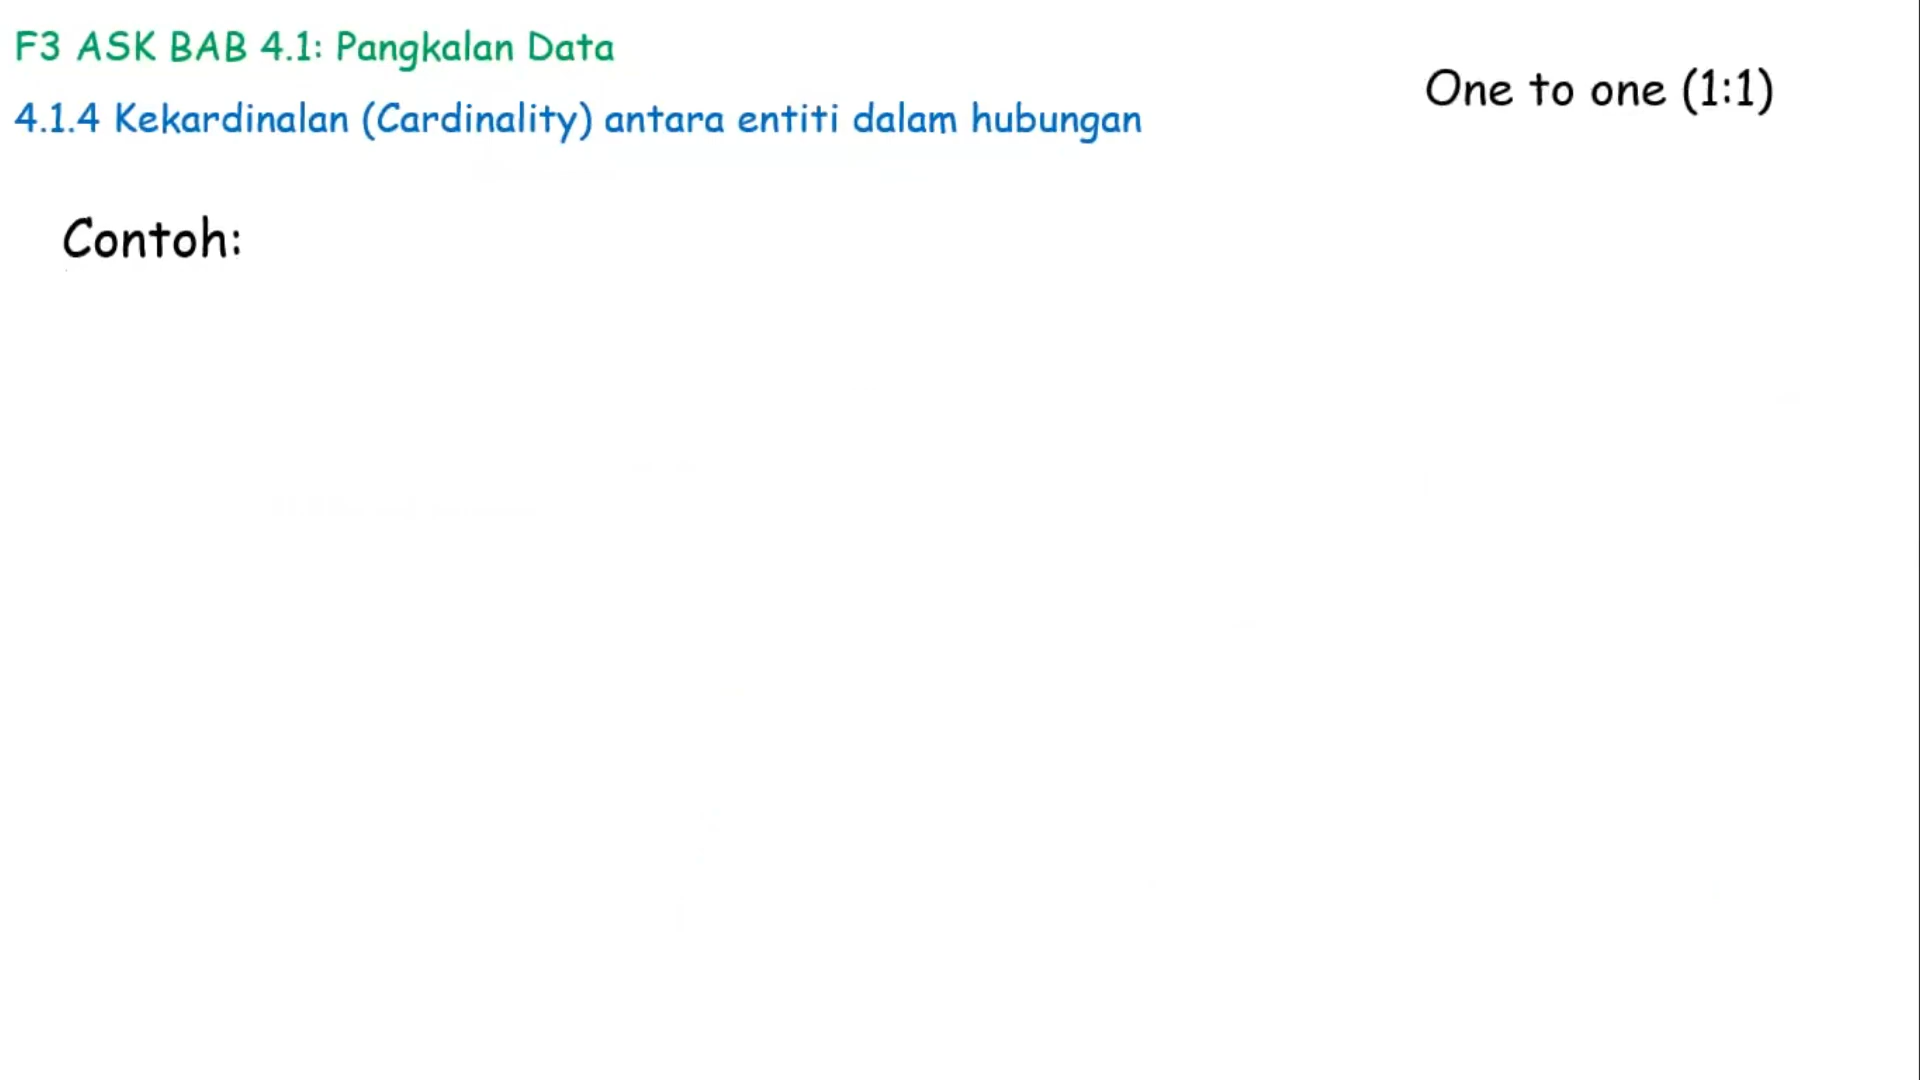 F3 ASK BAB 4.1: Pangkalan Data
One to one (1:1)
4.1.4 Kekardinalan (Cardinality) antara entiti dalam hubungan
Contoh: